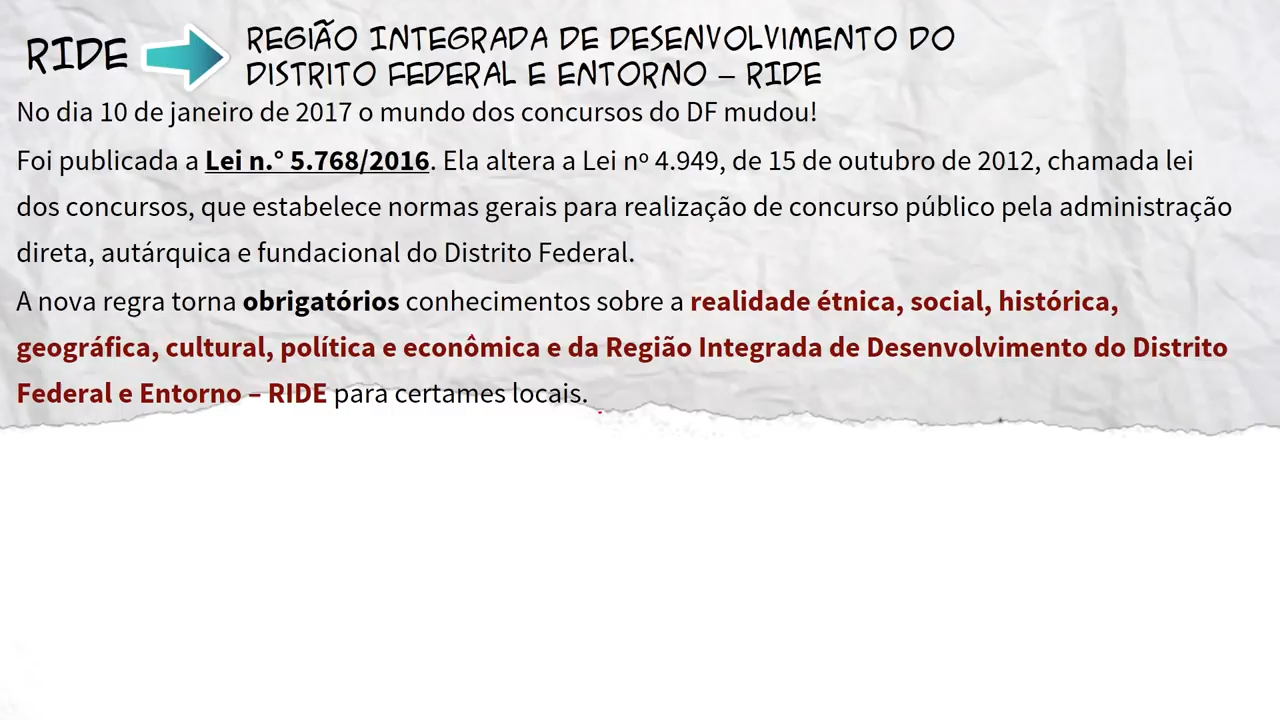 RIDE
REGIÃO INTEGRADA DE DESENVOLVIMENTO DO
DISTRITO FEDERAL E ENTORNO – RIDE
No dia 10 de janeiro de 2017 o mundo dos concursos do DF mudou!
Foi publicada a Lei n.° 5.768/2016. Ela altera a Lei nº 4.949, de 15 de outubro de 2012, chamada lei
dos concursos, que estabelece normas gerais para realização de concurso público pela administração
direta, autárquica e fundacional do Distrito Federal.
A nova regra torna obrigatórios conhecimentos sobre a realidade étnica, social, histórica,
geográfica, cultural, política e econômica e da Região Integrada de Desenvolvimento do Distrito
Federal e Entorno – RIDE para certames locais.